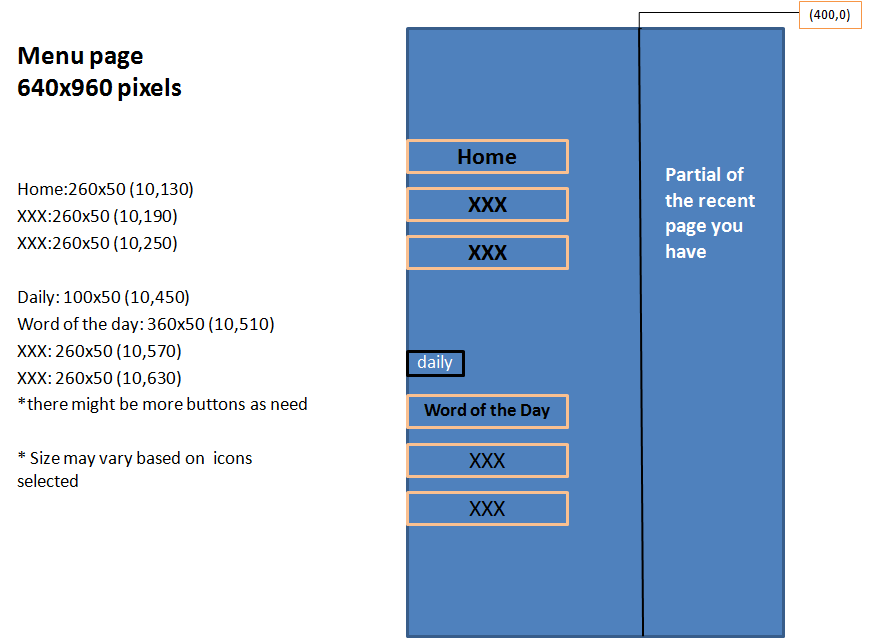 (400,0)
Menu page
640x960 pixels
Home:260x50 (10,130)
XXX:260x50 (10,190)
XXX:260x50 (10,250)
Daily: 100x50 (10,450)
Word of the day: 360x50 (10,510)
XXX: 260x50 (10,570)
XXX: 260x50 (10,630)
*there might be more buttons as need
* Size may vary based on icons
selected
Home
XXX
XXX
daily
Word of the Day
XXX
XXX
Partial of
the recent
page you
have